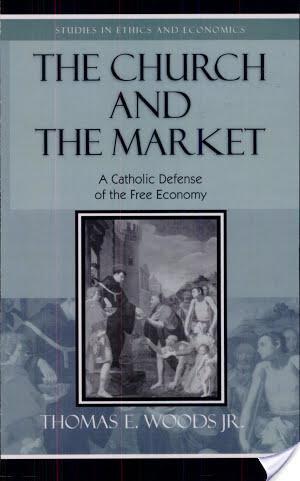 STUDIES IN ETHICS AND ECONOMICS
THE CHURCH
AND
THE MARKET
A Catholic Defense
of the Free Economy
THOMAS E. WOODS JR.